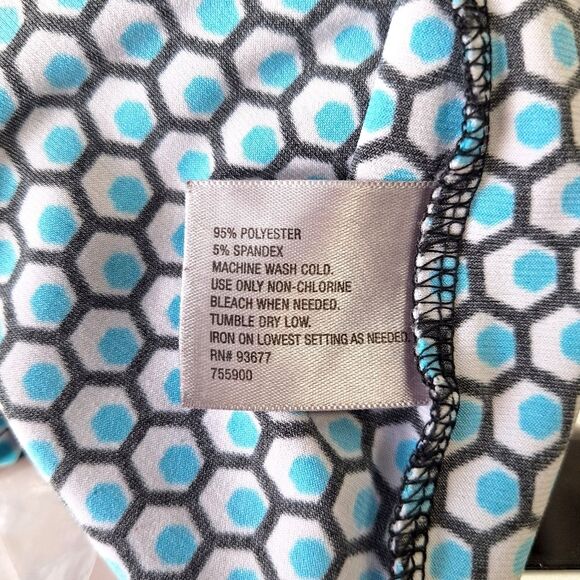 95% POLYESTER
5% SPANDEX
MACHINE WASH COLD.
USE ONLY NON-CHLORINE
BLEACH WHEN NEEDED.
TUMBLE DRY LOW.
IRON ON LOWEST SETTING AS NEEDED.
RN# 93677
755900